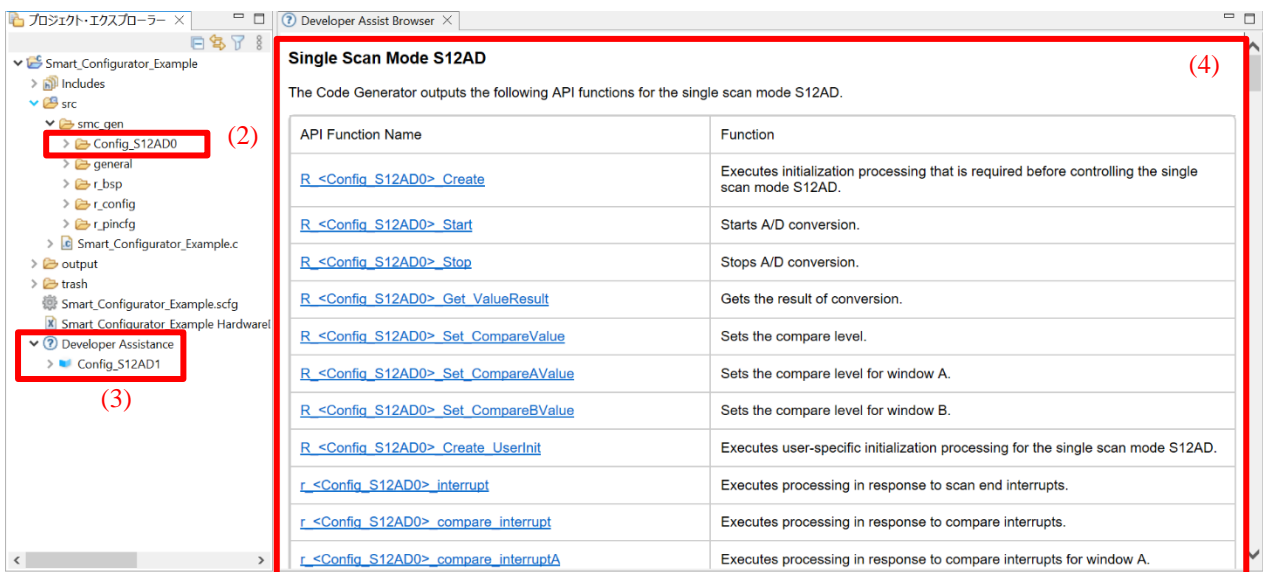 プロジェクト・エクスプローラー
Smart_Configurator_Example
Includes
src
smc_gen
Config_S12AD0
(2)
general
r_bsp
r_config
r_pincfg
Smart_Configurator_Example.c
output
trash
Smart_Configurator_Example.scfg
Smart_Configurator_Example Hardware
Developer Assistance
Config_S12AD1
(3)
Developer Assist Browser
Single Scan Mode S12AD
(4)
The Code Generator outputs the following API functions for the single scan mode S12AD.
API Function Name Function
R_<Config_S12AD0>_Create Executes initialization processing that is required before controlling the single
scan mode S12AD.
R_<Config_S12AD0>_Start Starts A/D conversion.
R_<Config_S12AD0>_Stop Stops A/D conversion.
R_<Config_S12AD0>_Get_ValueResult Gets the result of conversion.
R_<Config_S12AD0>_Set_CompareValue Sets the compare level.
R_<Config_S12AD0>_Set_CompareAValue Sets the compare level for window A.
R_<Config_S12AD0>_Set_CompareBValue Sets the compare level for window B.
R_<Config_S12AD0>_Create_UserInit Executes user-specific initialization processing for the single scan mode S12AD.
r_<Config_S12AD0>_interrupt Executes processing in response to scan end interrupts.
r_<Config_S12AD0>_compare_interrupt Executes processing in response to compare interrupts.
r_<Config_S12AD0>_compare_interruptA Executes processing in response to compare interrupts for window A.